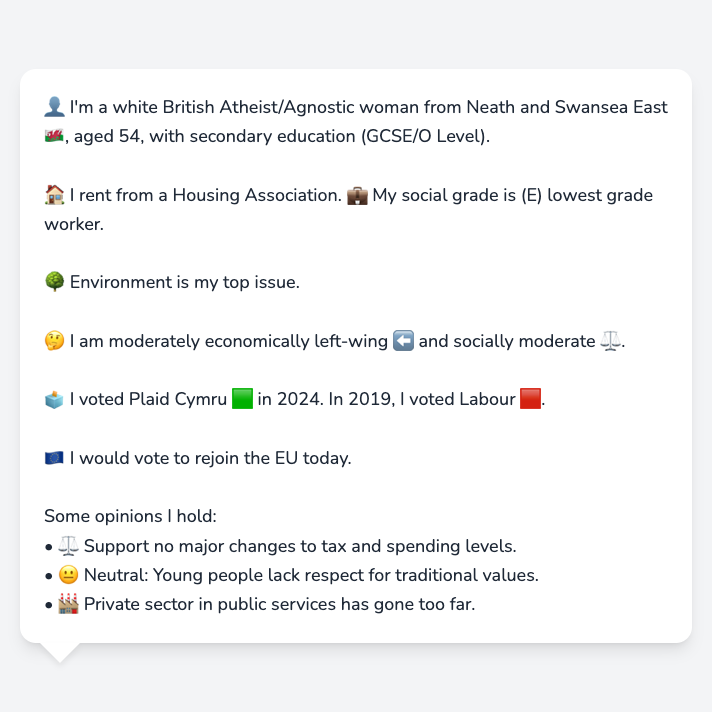 👤 I'm a white British Atheist/Agnostic woman from Neath and Swansea East
🏴󠁧󠁢󠁷󠁬󠁳󠁿, aged 54, with secondary education (GCSE/O Level).
🏠 I rent from a Housing Association. 💼 My social grade is (E) lowest grade
worker.
🌳 Environment is my top issue.
🤔 I am moderately economically left-wing ⬅️ and socially moderate ⚖️.
🗳️ I voted Plaid Cymru 🟩 in 2024. In 2019, I voted Labour 🟥.
🇪🇺 I would vote to rejoin the EU today.
Some opinions I hold:
• ⚖️ Support no major changes to tax and spending levels.
• 😐 Neutral: Young people lack respect for traditional values.
• 🏭 Private sector in public services has gone too far.